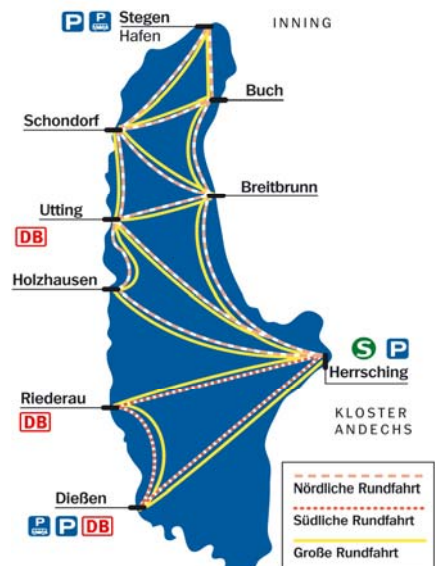 P P Stegen
Hafen
INNING
Buch
Schondorf
Breitbrunn
Utting
DB
Holzhausen
S P
Herrsching
Riederau
DB
KLOSTER
ANDECHS
Dießen
P P DB
Nördliche Rundfahrt
Südliche Rundfahrt
Große Rundfahrt